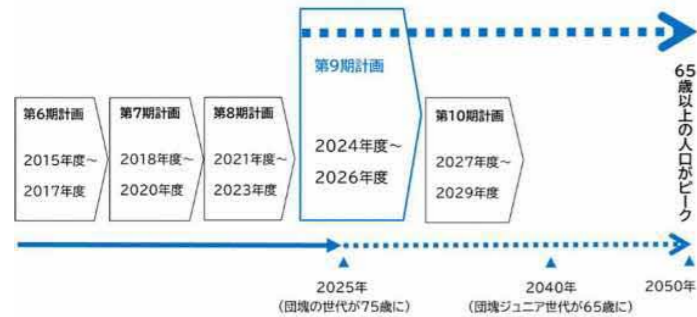 第6期計画
2015年度～
2017年度
第7期計画
2018年度～
2020年度
第8期計画
2021年度～
2023年度
第9期計画
2024年度～
2026年度
第10期計画
2027年度～
2029年度
65歳以上の人口がピーク
2025年
(団塊の世代が75歳に)
2040年
(団塊ジュニア世代が65歳に)
2050年